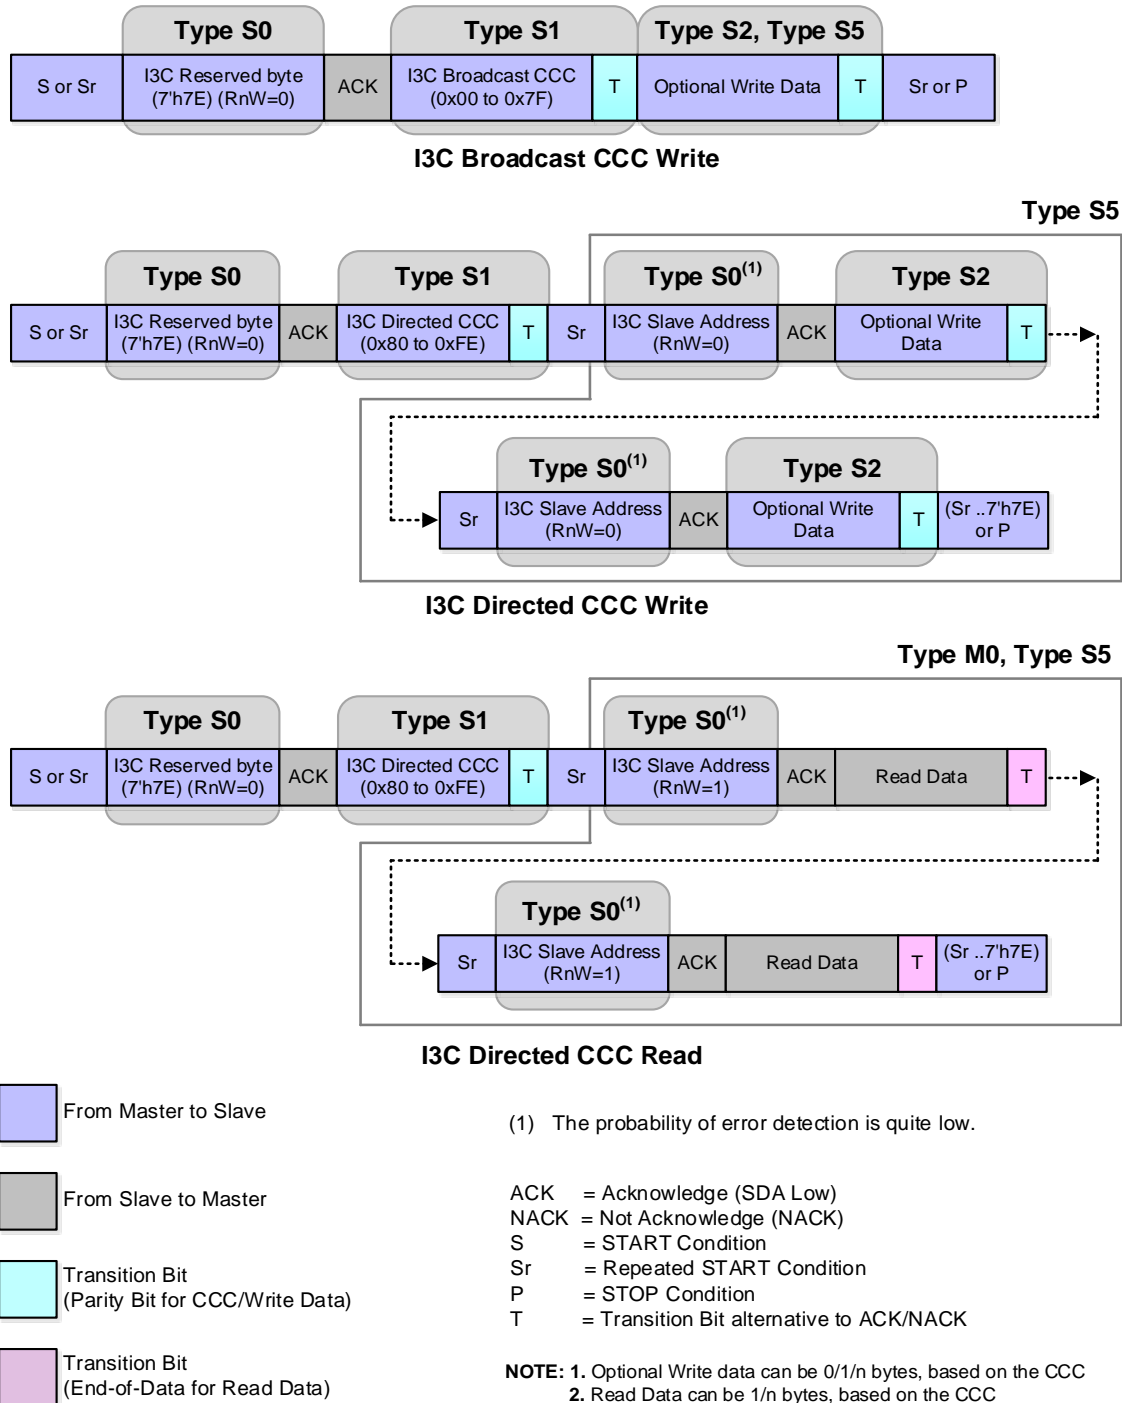 Type S0
Type S1
Type S2, Type S5
S or Sr
I3C Reserved byte
(7'h7E) (RnW=0)
ACK
I3C Broadcast CCC
(0x00 to 0x7F)
T
Optional Write Data
T
Sr or P
I3C Broadcast CCC Write
Type S5
Type S0
Type S1
Type S0(1)
Type S2
S or Sr
I3C Reserved byte
(7'h7E) (RnW=0)
ACK
I3C Directed CCC
(0x80 to 0xFE)
T
Sr
I3C Slave Address
(RnW=0)
ACK
Optional Write
Data
T
Type S0(1)
Type S2
Sr
I3C Slave Address
(RnW=0)
ACK
Optional Write
Data
T
(Sr ..7'h7E)
or P
I3C Directed CCC Write
Type M0, Type S5
Type S0
Type S1
Type S0(1)
S or Sr
I3C Reserved byte
(7'h7E) (RnW=0)
ACK
I3C Directed CCC
(0x80 to 0xFE)
T
Sr
I3C Slave Address
(RnW=1)
ACK
Read Data
T
Type S0(1)
Sr
I3C Slave Address
(RnW=1)
ACK
Read Data
T
(Sr ..7'h7E)
or P
I3C Directed CCC Read
From Master to Slave
(1) The probability of error detection is quite low.
From Slave to Master
Transition Bit
(Parity Bit for CCC/Write Data)
Transition Bit
(End-of-Data for Read Data)
ACK = Acknowledge (SDA Low)
NACK = Not Acknowledge (NACK)
S = START Condition
Sr = Repeated START Condition
P = STOP Condition
T = Transition Bit alternative to ACK/NACK
NOTE: 1. Optional Write data can be 0/1/n bytes, based on the CCC
2. Read Data can be 1/n bytes, based on the CCC